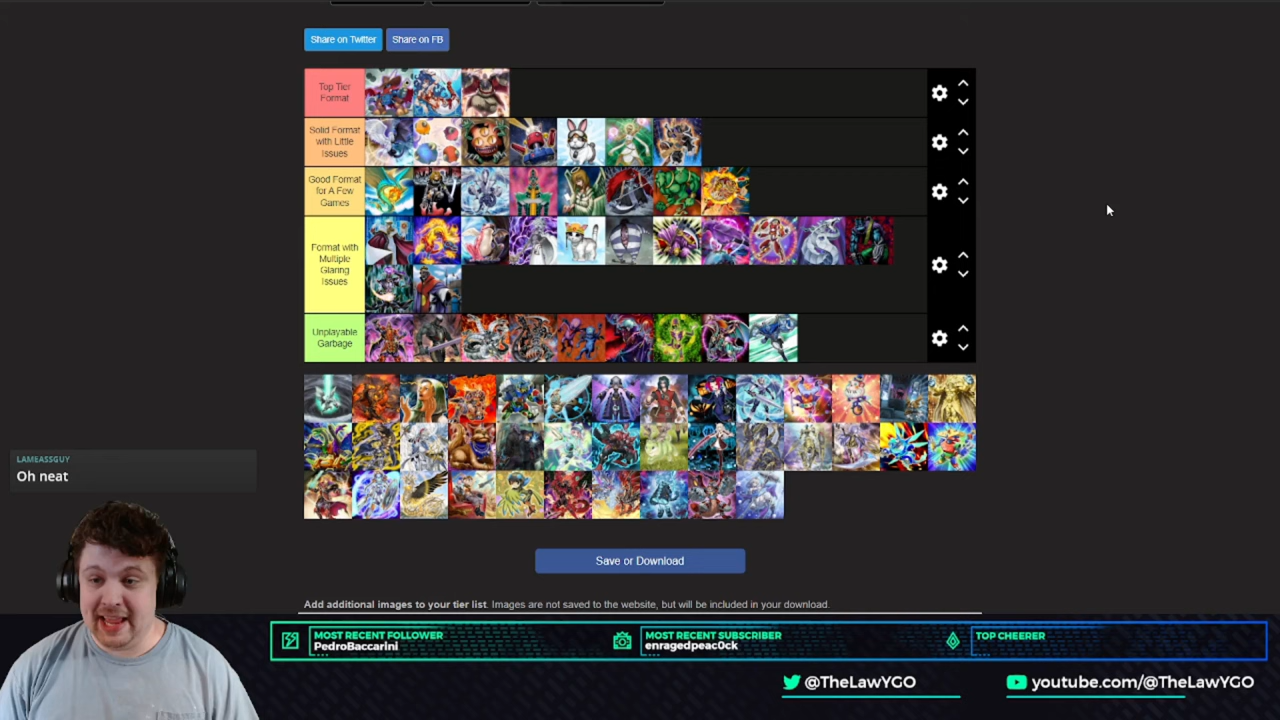 Share on Twitter
Share on FB
Top Tier
Format
Solid Format
with Little
Issues
Good Format
for A Few
Games
Format with
Multiple
Glaring
Issues
Unplayable
Garbage
LAMEASSGUY
Oh neat
Save or Download
Add additional images to your tier list. Images are not saved to the website, but will be included in your download.
MOST RECENT FOLLOWER
PedroBaccarini
MOST RECENT SUBSCRIBER
enragedpeac0ck
TOP CHEERER
@TheLawYGO
youtube.com/@TheLawYGO